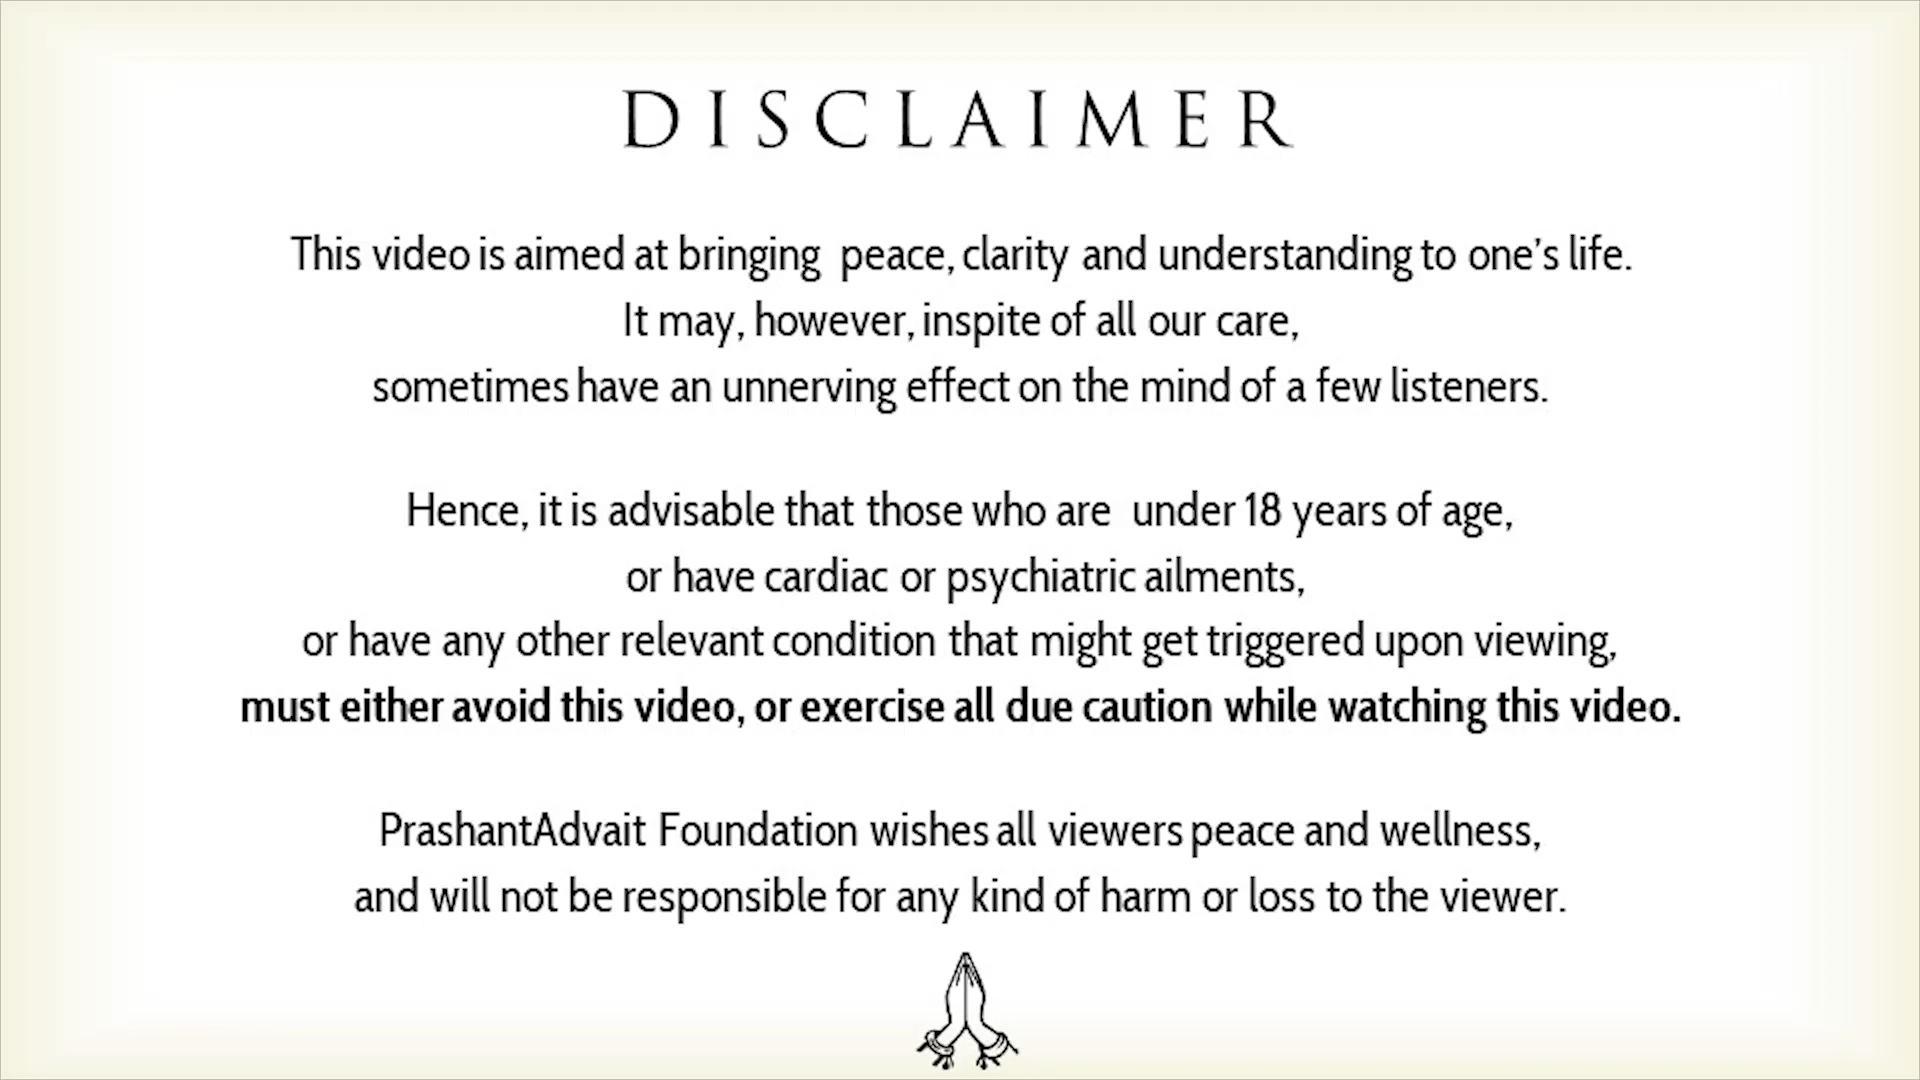 DISCLAIMER
This video is aimed at bringing peace, clarity and understanding to one's life.
It may, however, inspite of all our care,
sometimes have an unnerving effect on the mind of a few listeners.
Hence, it is advisable that those who are under 18 years of age,
or have cardiac or psychiatric ailments,
or have any other relevant condition that might get triggered upon viewing,
must either avoid this video, or exercise all due caution while watching this video.
PrashantAdvait Foundation wishes all viewers peace and wellness,
and will not be responsible for any kind of harm or loss to the viewer.